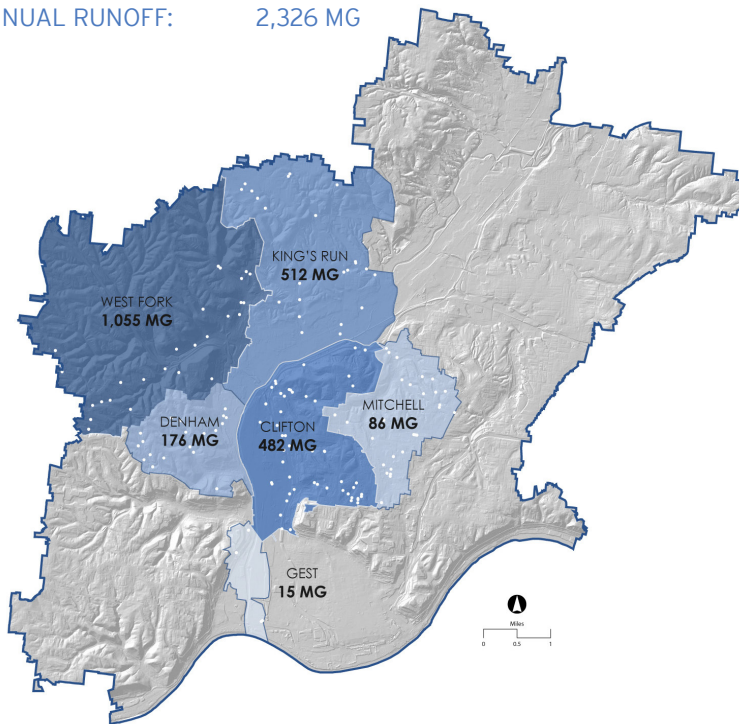 NUAL RUNOFF: 2,326 MG
KING'S RUN
512 MG
WEST FORK
1,055 MG
DENHAM
176 MG
CLIFTON
482 MG
MITCHELL
86 MG
GEST
15 MG
Miles
0 0.5 1